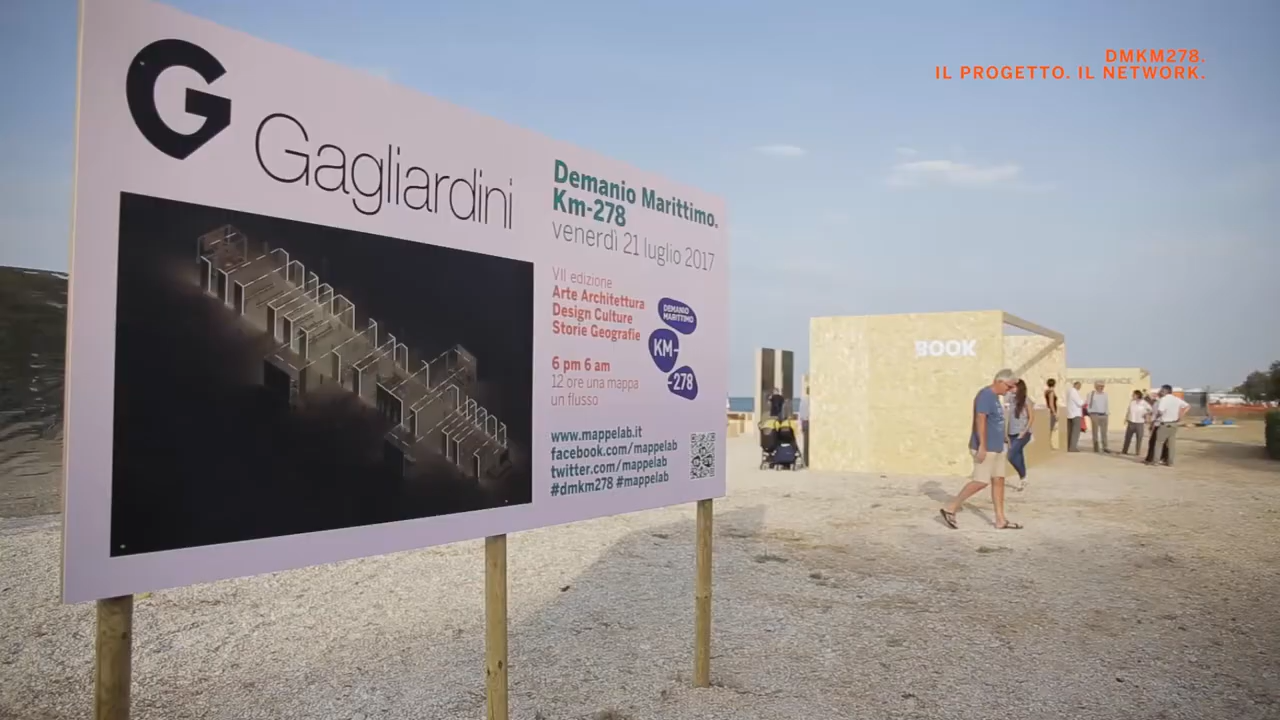 DMKM278.
IL PROGETTO. IL NETWORK.
G Gagliardini
Demanio Marittimo.
Km-278
venerdì 21 luglio 2017
VII edizione
Arte Architettura
Design Culture
Storie Geografie
6 pm 6 am
12 ore una mappa
un flusso
DEMANIO
MARITTIMO
KM-
-278
www.mappelab.it
facebook.com/mappelab
twitter.com/mappelab
#dmkm278 #mappelab
BOOK